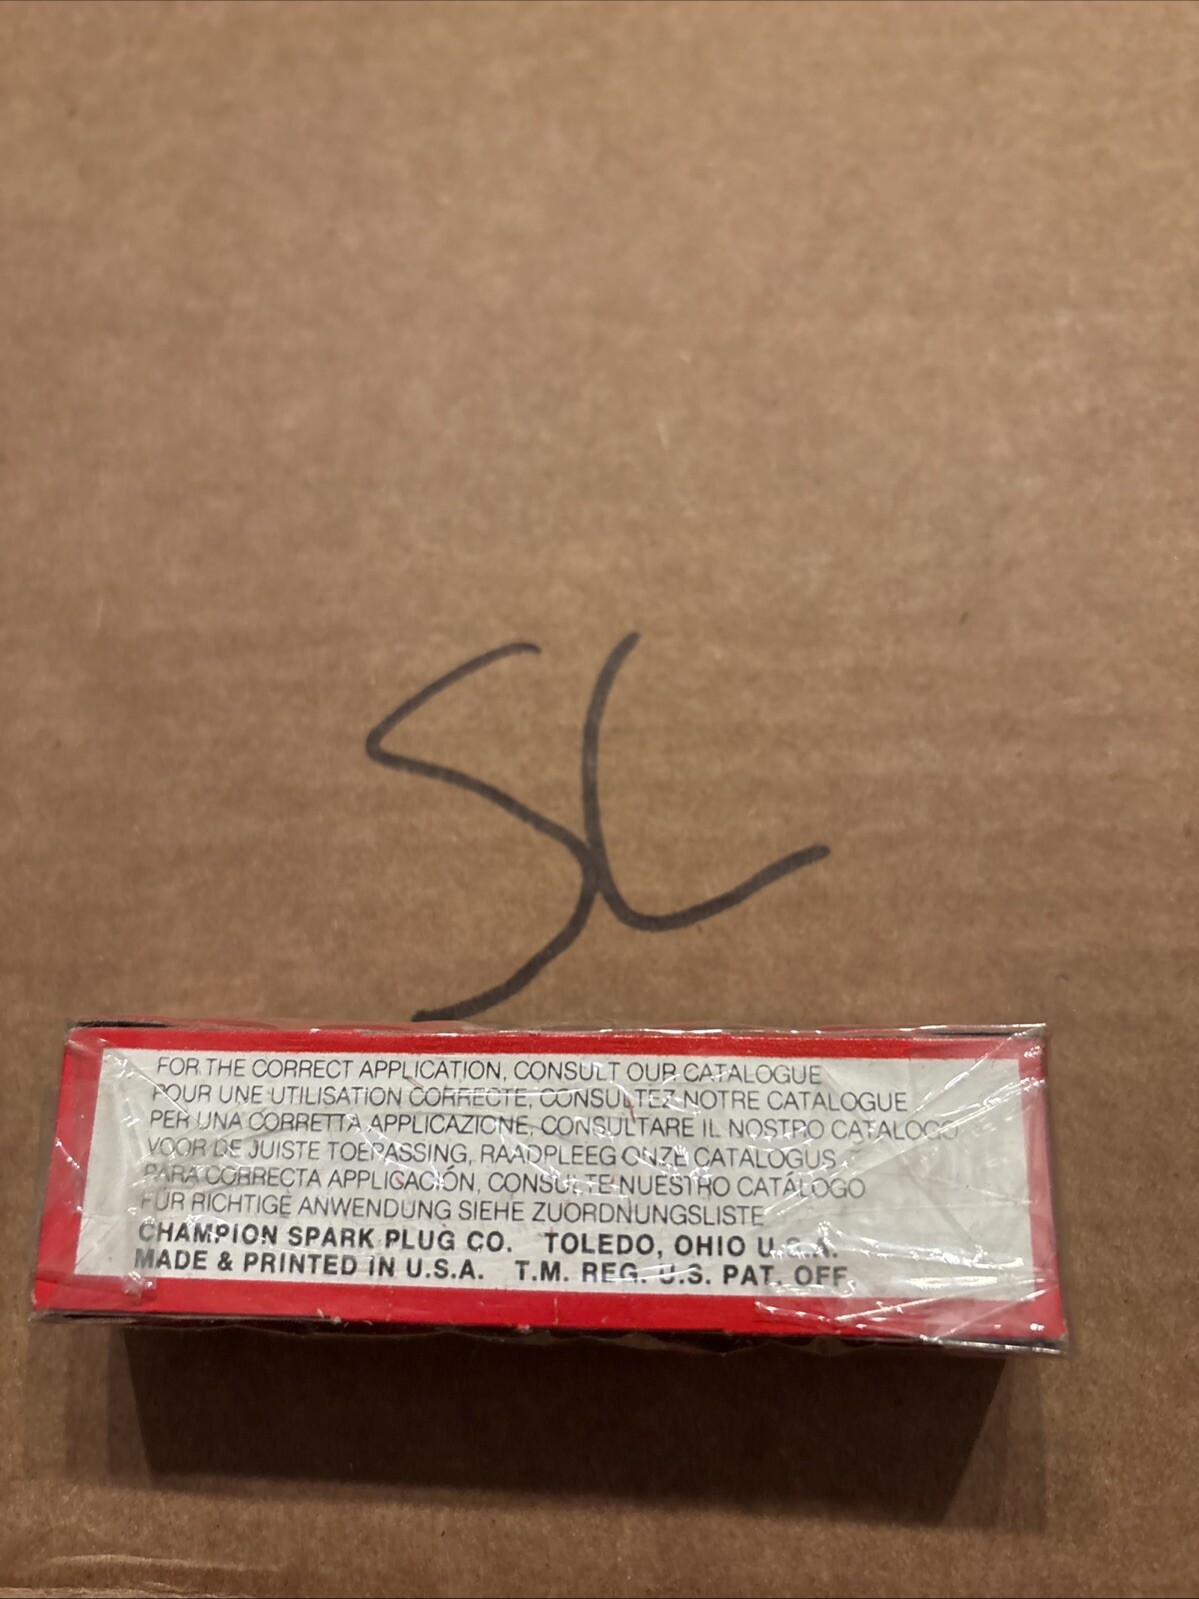 SL
FOR THE CORRECT APPLICATION, CONSULT OUR CATALOGUE
POUR UNE UTILISATION CORRECTE, CONSULTEZ NOTRE CATALOGUE
PER UNA CORRETTA APPLICAZIONE, CONSULTARE IL NOSTRO CATALOGO
VOOR DE JUISTE TOEPASSING, RAADPLEEG ONZE CATALOGUS
PARA CORRECTA APPLICACIÓN, CONSULTE NUESTRO CATÁLOGO
FÜR RICHTIGE ANWENDUNG SIEHE ZUORDNUNGSLISTE
CHAMPION SPARK PLUG CO. TOLEDO, OHIO U.S.A.
MADE & PRINTED IN U.S.A. T.M. REG. U.S. PAT. OFF.